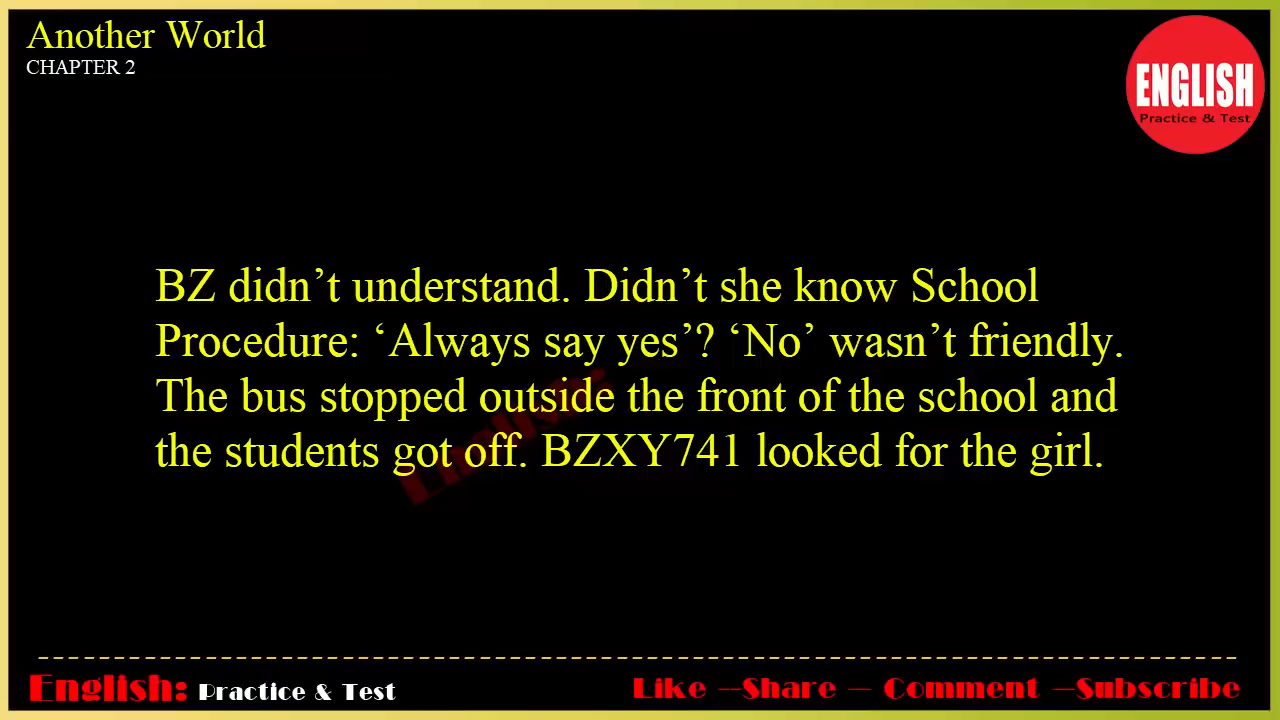 Another World
CHAPTER 2
ENGLISH
Practice & Test
BZ didn’t understand. Didn’t she know School
Procedure: ‘Always say yes’? ‘No’ wasn’t friendly.
The bus stopped outside the front of the school and
the students got off. BZXY741 looked for the girl.
English: Practice & Test
Like —Share — Comment —Subscribe